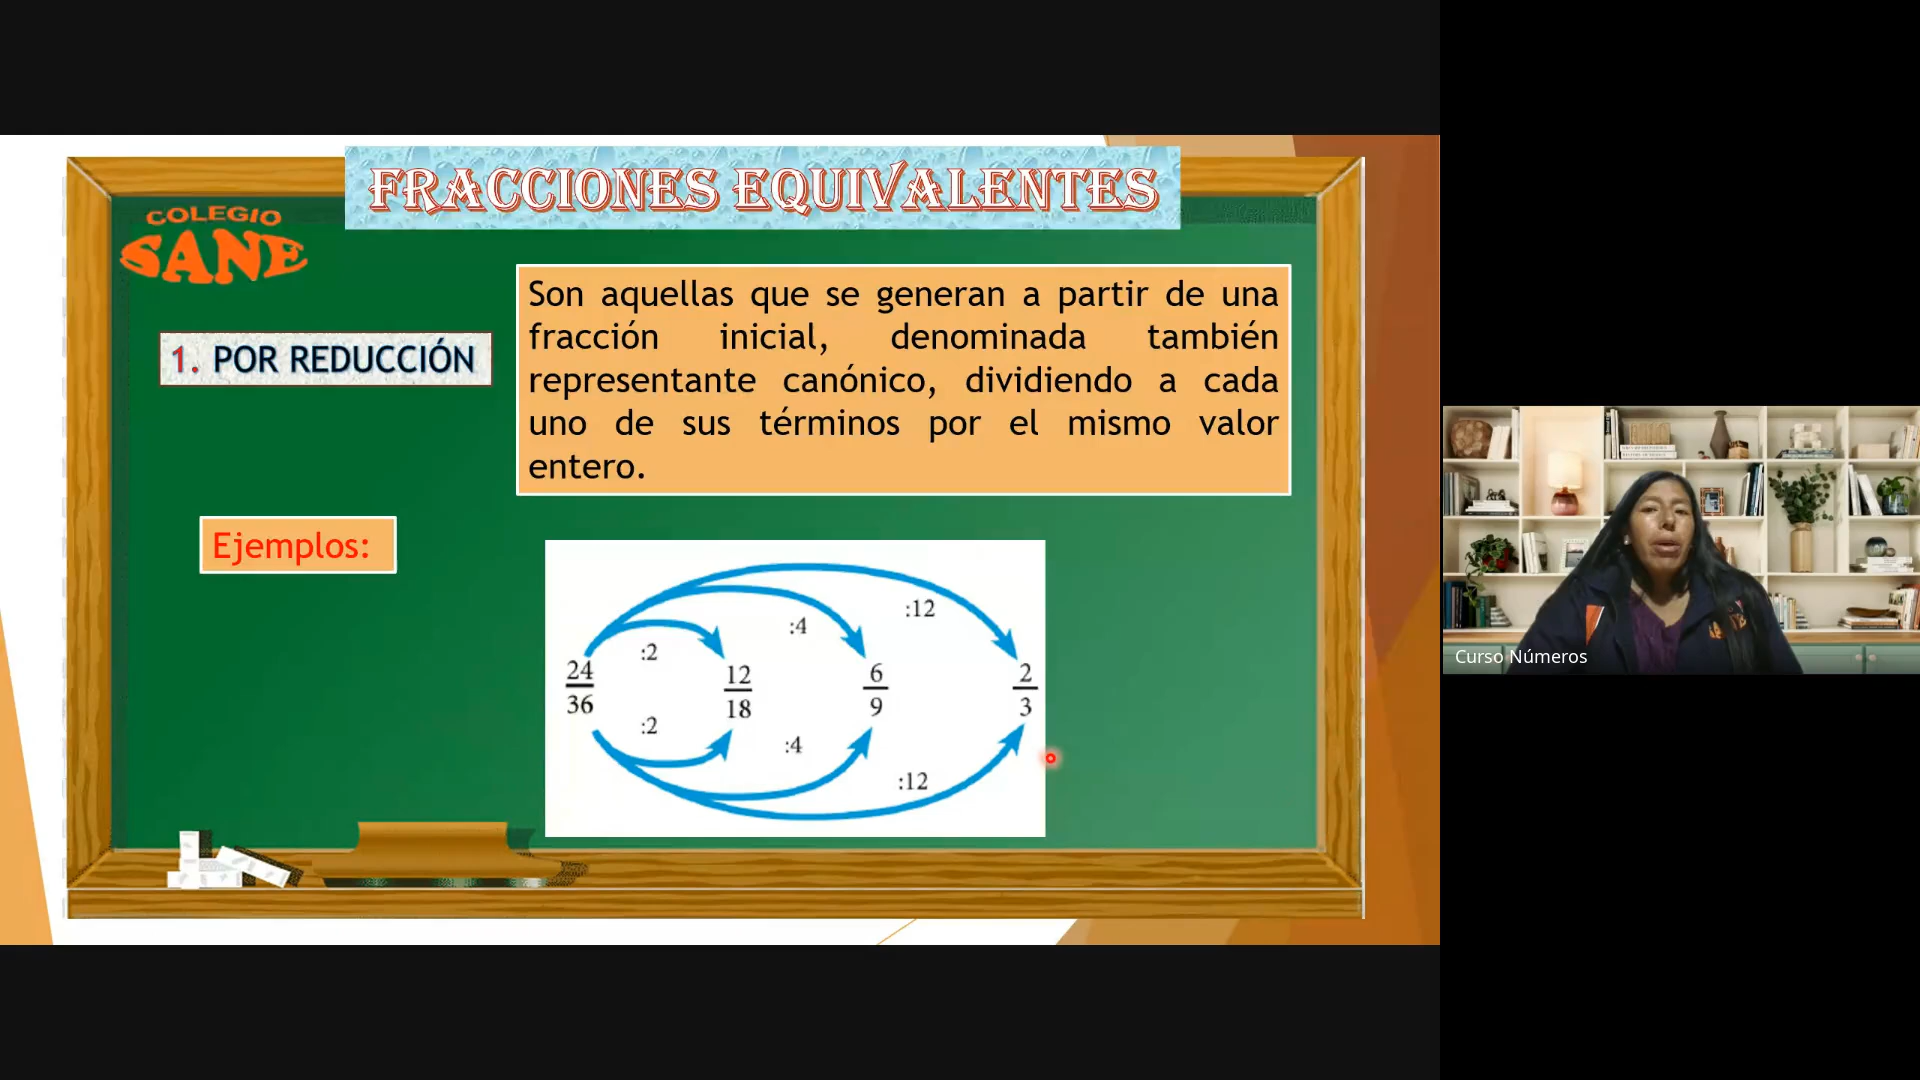 FRACCIONES EQUIVALENTES
COLEGIO
SANE
1. POR REDUCCIÓN
Son aquellas que se generan a partir de una
fracción inicial, denominada también
representante canónico, dividiendo a cada
uno de sus términos por el mismo valor
entero.
Ejemplos:
:12
:4
:2
24
36
12
18
6
9
2
3
:2
:4
:12
Curso Números